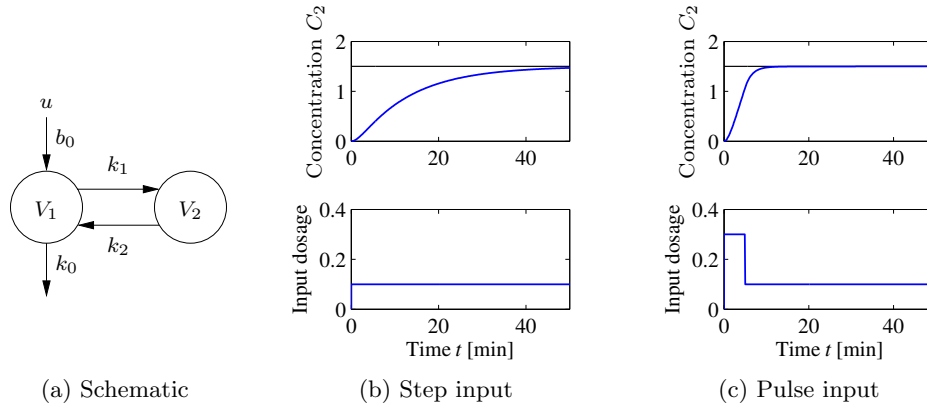 u
b₀
k₁
V₁
V₂
k₂
k₀
(a) Schematic
Concentration C₂
2
1
0
0
20
40
Input dosage
0.4
0.2
0
0
20
40
Time t [min]
(b) Step input
Concentration C₂
2
1
0
0
20
40
Input dosage
0.4
0.2
0
0
20
40
Time t [min]
(c) Pulse input